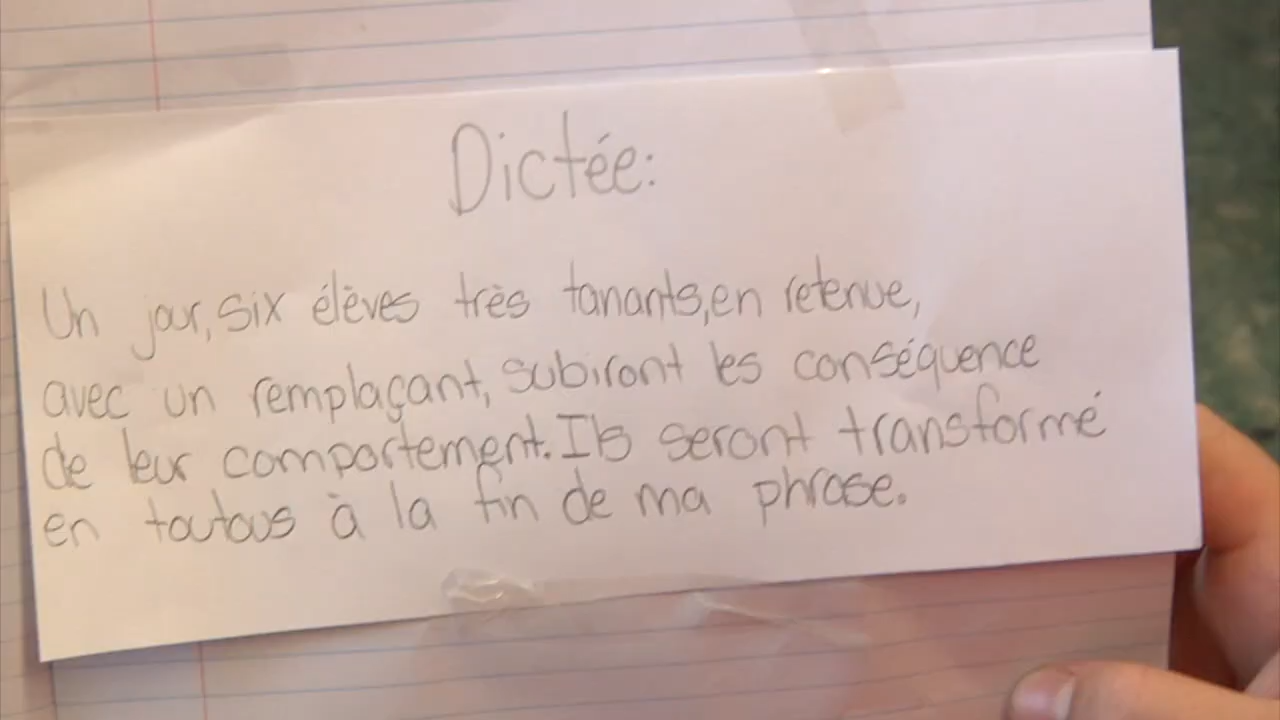 Dictée:
Un jour, six élèves très tanants, en retenue,
avec un remplaçant, subiront les conséquence
de leur comportement. Ils seront transformé
en toutous à la fin de ma phrase.